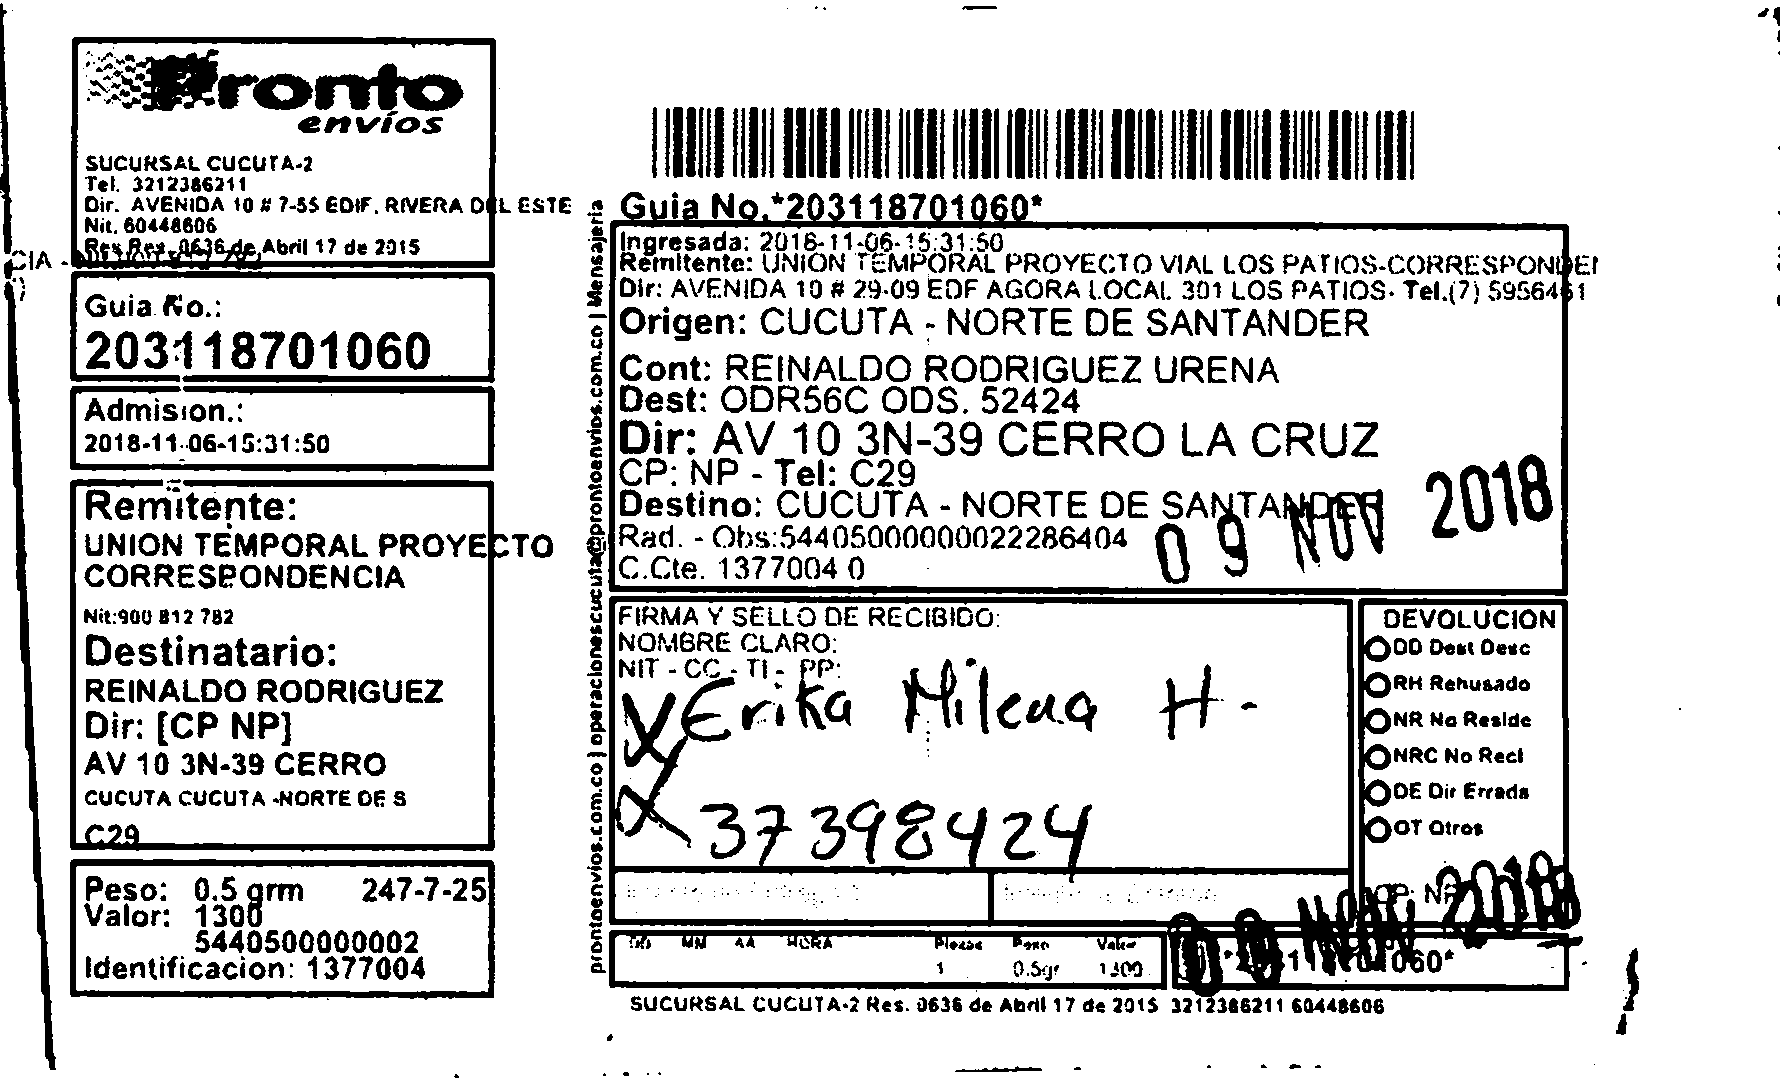 Pronto
envíos
SUCURSAL CUCUTA-2
Tel. 3212386211
Dir. AVENIDA 10 # 7-55 EDIF. RIVERA DEL ESTE
Nit. 60448606
Res Res. 0636 de Abril 17 de 2015
CIA -
Guia No.:
203118701060
Admision.:
2018-11-06-15:31:50
Remitente:
UNION TEMPORAL PROYECTO
CORRESPONDENCIA
Nit:900 812 782
Destinatario:
REINALDO RODRIGUEZ
Dir: [CP NP]
AV 10 3N-39 CERRO
CUCUTA CUCUTA -NORTE DE S
C29
Peso: 0.5 grm 247-7-25
Valor: 1300
5440500000002
Identificacion: 1377004
prontoenvios.com.co | operacionescucuta@prontoenvios.com.co | Mensajeria
Guia No.*203118701060*
Ingresada: 2018-11-06-15:31:50
Remitente: UNION TEMPORAL PROYECTO VIAL LOS PATIOS-CORRESPONDEN
Dir: AVENIDA 10 # 29-09 EDF AGORA LOCAL 301 LOS PATIOS- Tel.(7) 5956461
Origen: CUCUTA - NORTE DE SANTANDER
Cont: REINALDO RODRIGUEZ URENA
Dest: ODR56C ODS. 52424
Dir: AV 10 3N-39 CERRO LA CRUZ
CP: NP - Tel: C29
Destino: CUCUTA - NORTE DE SANTANDER
Rad. - Obs:54405000000022286404
C.Cte. 1377004 0
09 NOV 2018
FIRMA Y SELLO DE RECIBIDO:
NOMBRE CLARO:
NIT - CC - TI - PP:
Erika Milena H.
37398424
DEVOLUCION
DD Dest Desc
RH Rehusado
NR No Reside
NRC No Recl
DE Dir Errada
OT Otros
CP: NP
NOV 2018
DD MM AA HORA Piezas Peso Valor
1 0.5gr 1300
SUCURSAL CUCUTA-2 Res. 0636 de Abril 17 de 2015 3212386211 60448606